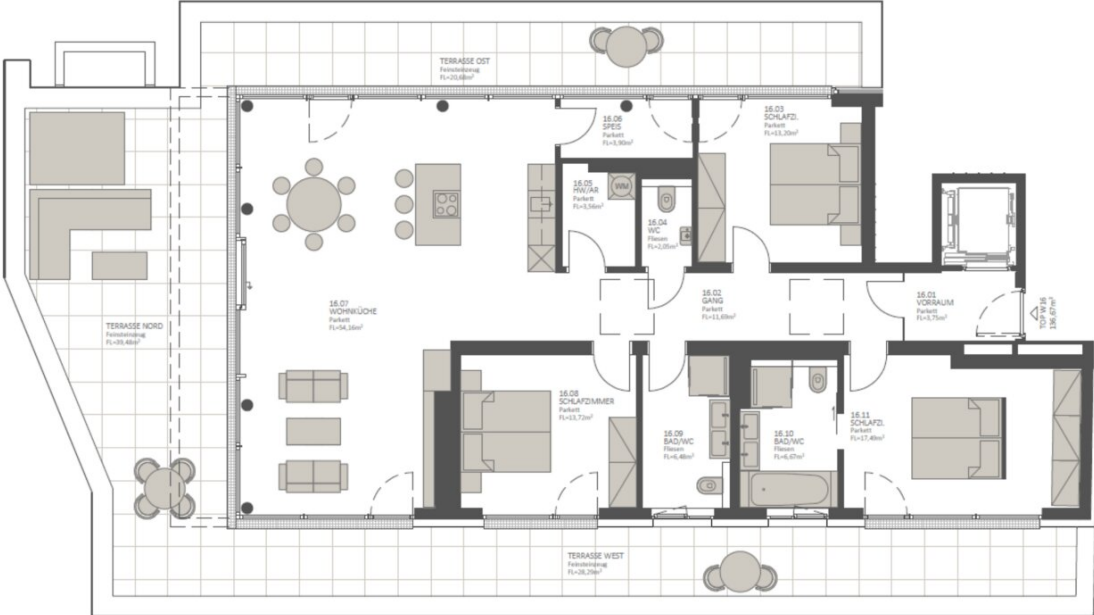 TERRASSE OST
Feinsteinzeug
FL=20,68m²
16.03
SCHLAFZI.
Parkett
FL=13,20m²
16.06
SPEIS
Parkett
FL=3,90m²
16.05
HW/AR
Parkett
FL=3,56m²
WM
16.04
WC
Fliesen
FL=2,05m²
16.02
GANG
Parkett
FL=11,69m²
16.01
VORRAUM
Parkett
FL=3,75m²
TOP W16
136,67m²
16.07
WOHNKÜCHE
Parkett
FL=54,16m²
TERRASSE NORD
Feinsteinzeug
FL=39,48m²
16.08
SCHLAFZIMMER
Parkett
FL=13,72m²
16.09
BAD/WC
Fliesen
FL=6,48m²
16.10
BAD/WC
Fliesen
FL=6,67m²
16.11
SCHLAFZI.
Parkett
FL=17,49m²
TERRASSE WEST
Feinsteinzeug
FL=28,29m²